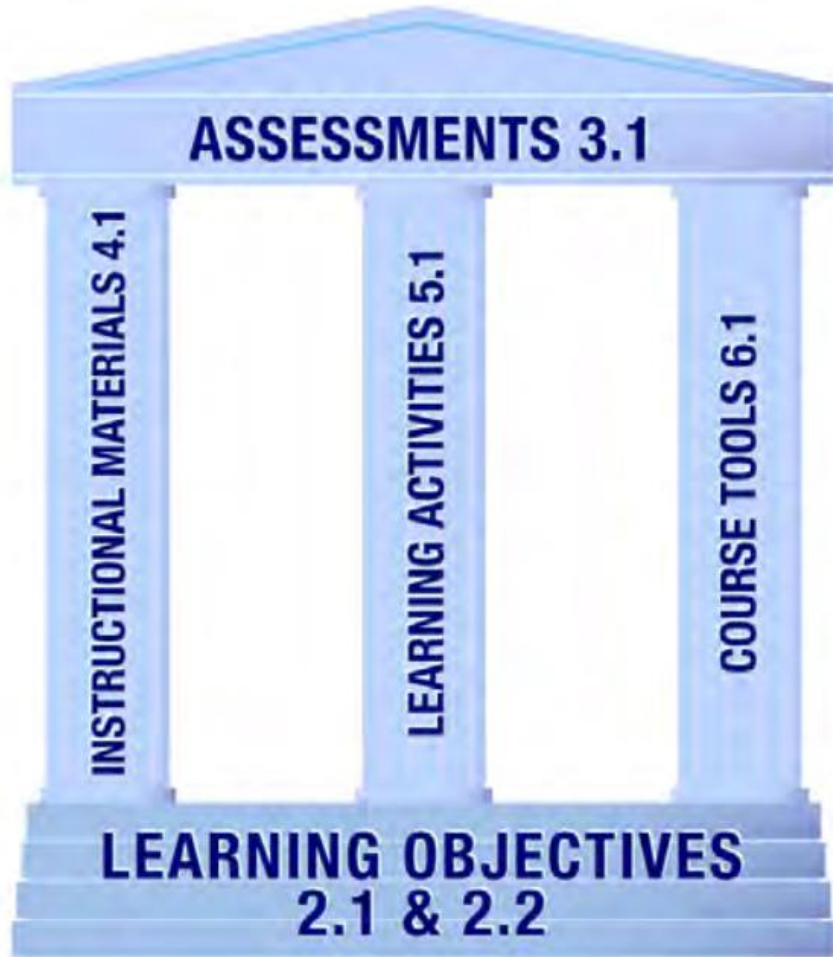 ASSESSMENTS 3.1
INSTRUCTIONAL MATERIALS 4.1
LEARNING ACTIVITIES 5.1
COURSE TOOLS 6.1
LEARNING OBJECTIVES
2.1 & 2.2